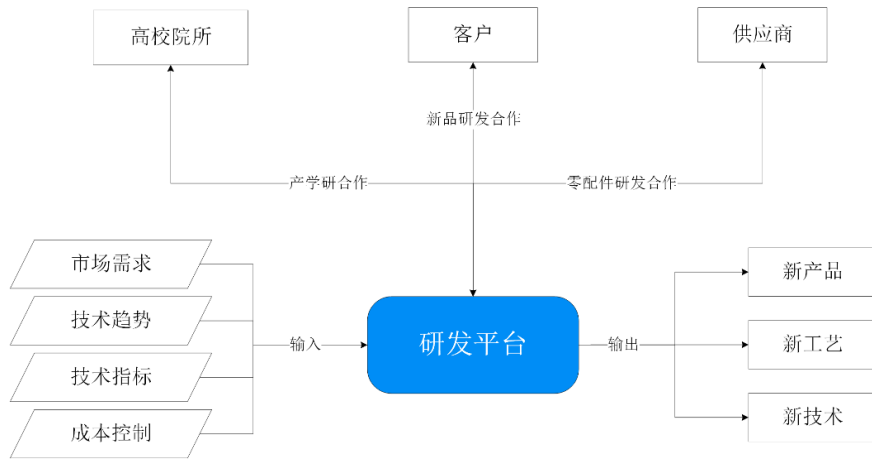 高校院所
客户
供应商
新品研发合作
产学研合作
零配件研发合作
市场需求
技术趋势
技术指标
成本控制
输入
研发平台
输出
新产品
新工艺
新技术